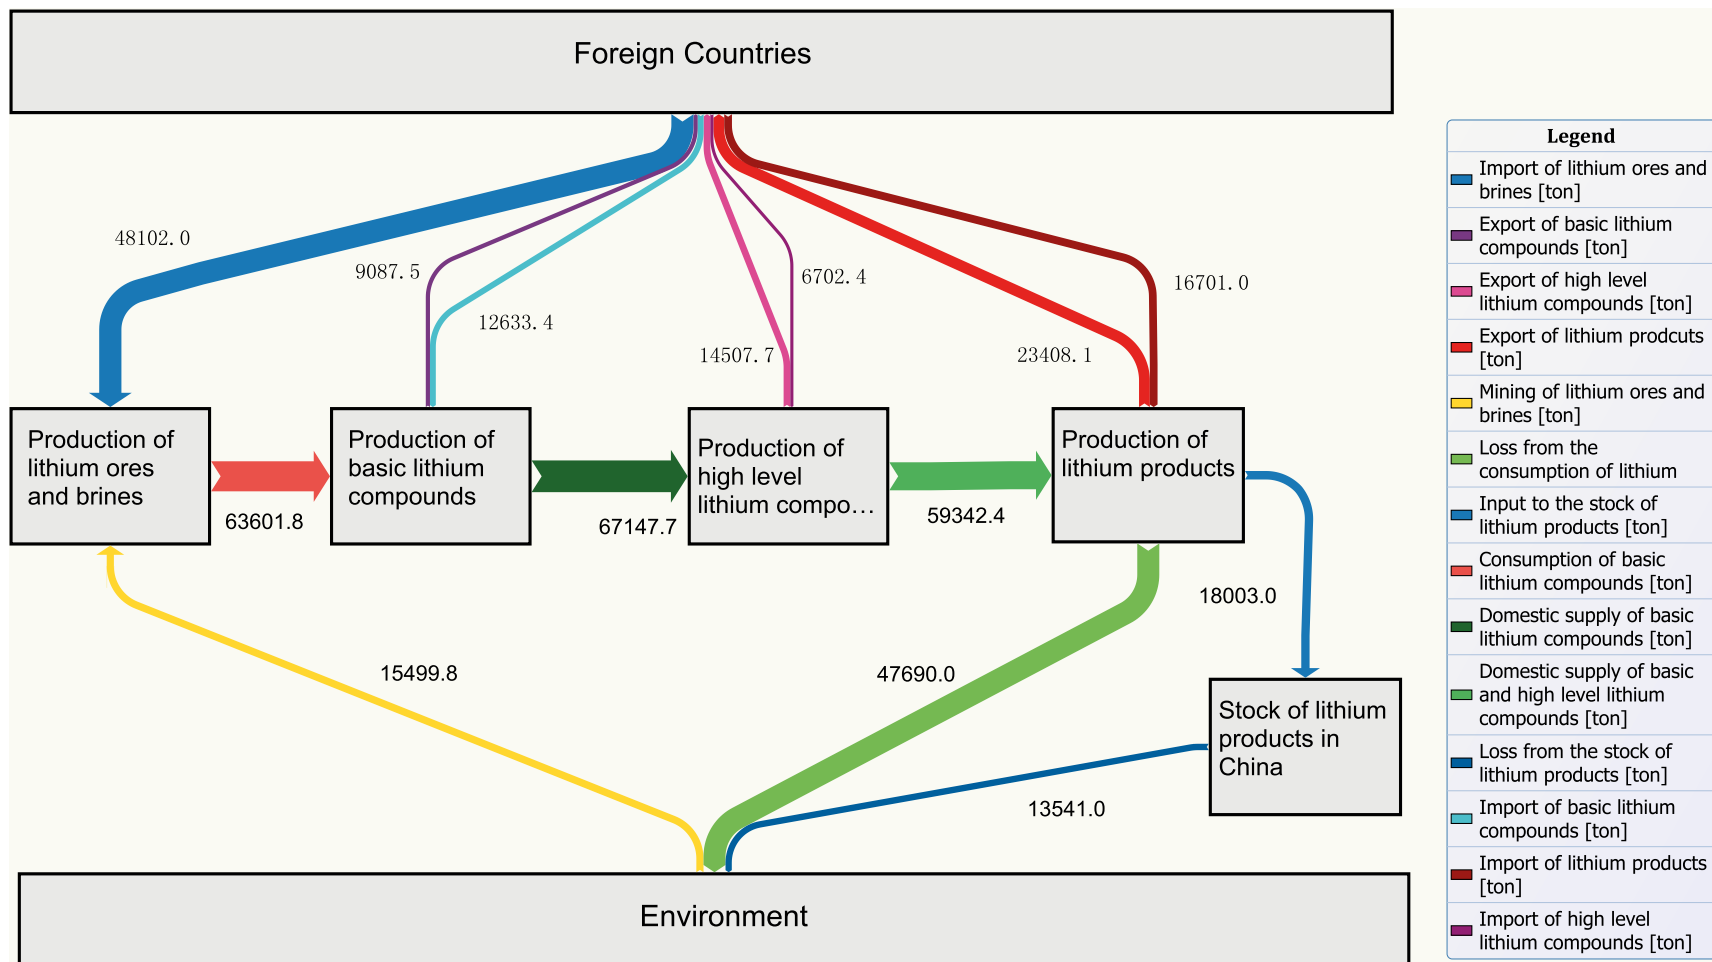 Foreign Countries
Legend
Import of lithium ores and
brines [ton]
Export of basic lithium
compounds [ton]
Export of high level
lithium compounds [ton]
Export of lithium prodcuts
[ton]
Mining of lithium ores and
brines [ton]
Loss from the
consumption of lithium
Input to the stock of
lithium products [ton]
Consumption of basic
lithium compounds [ton]
Domestic supply of basic
lithium compounds [ton]
Domestic supply of basic
and high level lithium
compounds [ton]
Loss from the stock of
lithium products [ton]
Import of basic lithium
compounds [ton]
Import of lithium products
[ton]
Import of high level
lithium compounds [ton]
48102.0
9087.5
12633.4
14507.7
6702.4
23408.1
16701.0
Production of
lithium ores
and brines
63601.8
Production of
basic lithium
compounds
67147.7
Production of
high level
lithium compo...
59342.4
Production of
lithium products
18003.0
15499.8
47690.0
13541.0
Stock of lithium
products in
China
Environment